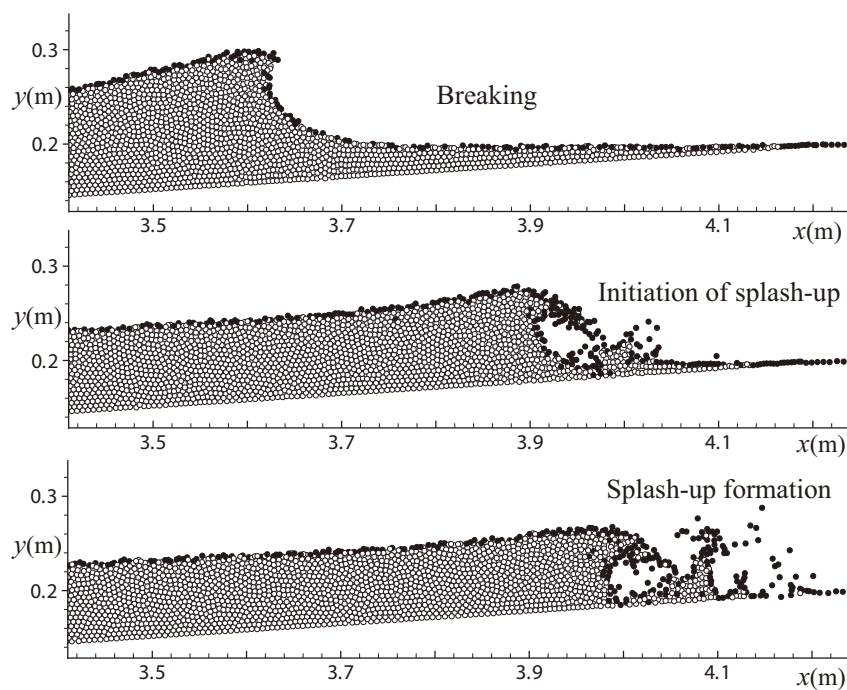 0.3
y(m)
Breaking
0.2
3.5 3.7 3.9 4.1 x(m)
0.3
Initiation of splash-up
y(m)
0.2
3.5 3.7 3.9 4.1 x(m)
0.3
Splash-up formation
y(m)
0.2
3.5 3.7 3.9 4.1 x(m)